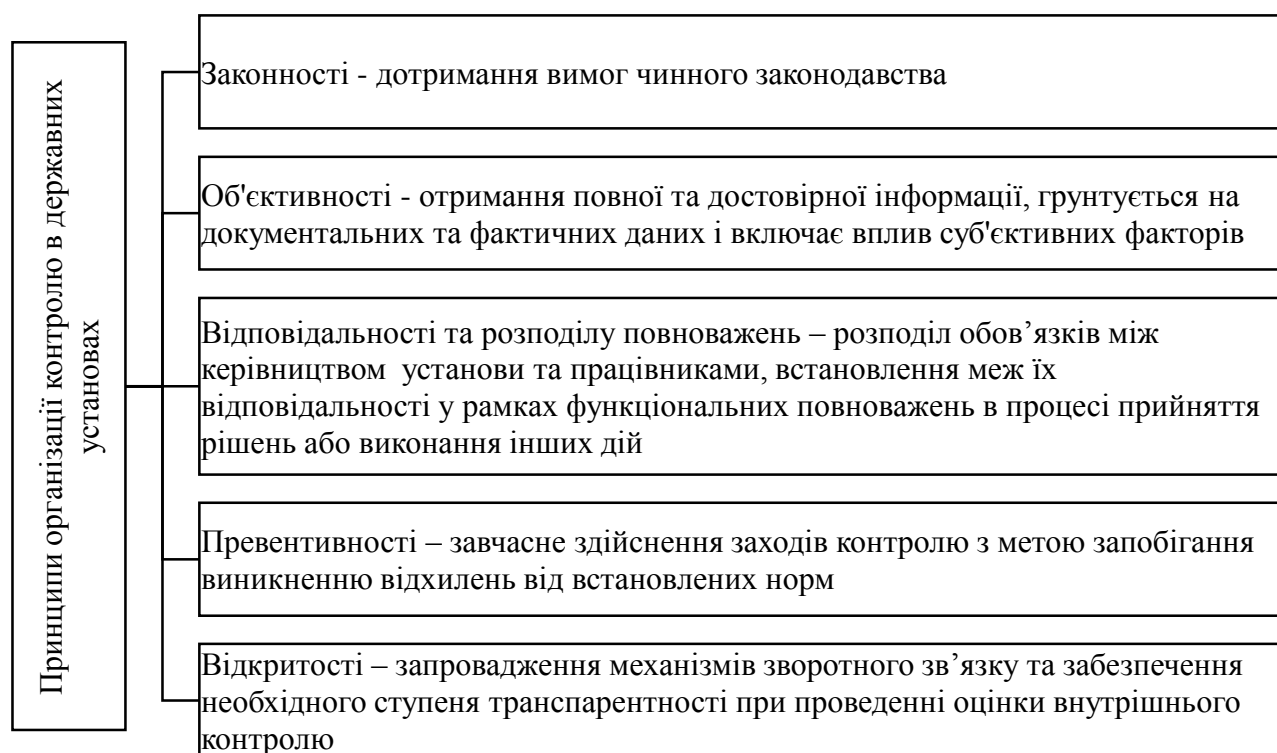 Принципи організації контролю в державних
установах
Законності - дотримання вимог чинного законодавства
Об'єктивності - отримання повної та достовірної інформації, грунтується на
документальних та фактичних даних і включає вплив суб'єктивних факторів
Відповідальності та розподілу повноважень – розподіл обов’язків між
керівництвом установи та працівниками, встановлення меж їх
відповідальності у рамках функціональних повноважень в процесі прийняття
рішень або виконання інших дій
Превентивності – завчасне здійснення заходів контролю з метою запобігання
виникненню відхилень від встановлених норм
Відкритості – запровадження механізмів зворотного зв’язку та забезпечення
необхідного ступеня транспарентності при проведенні оцінки внутрішнього
контролю